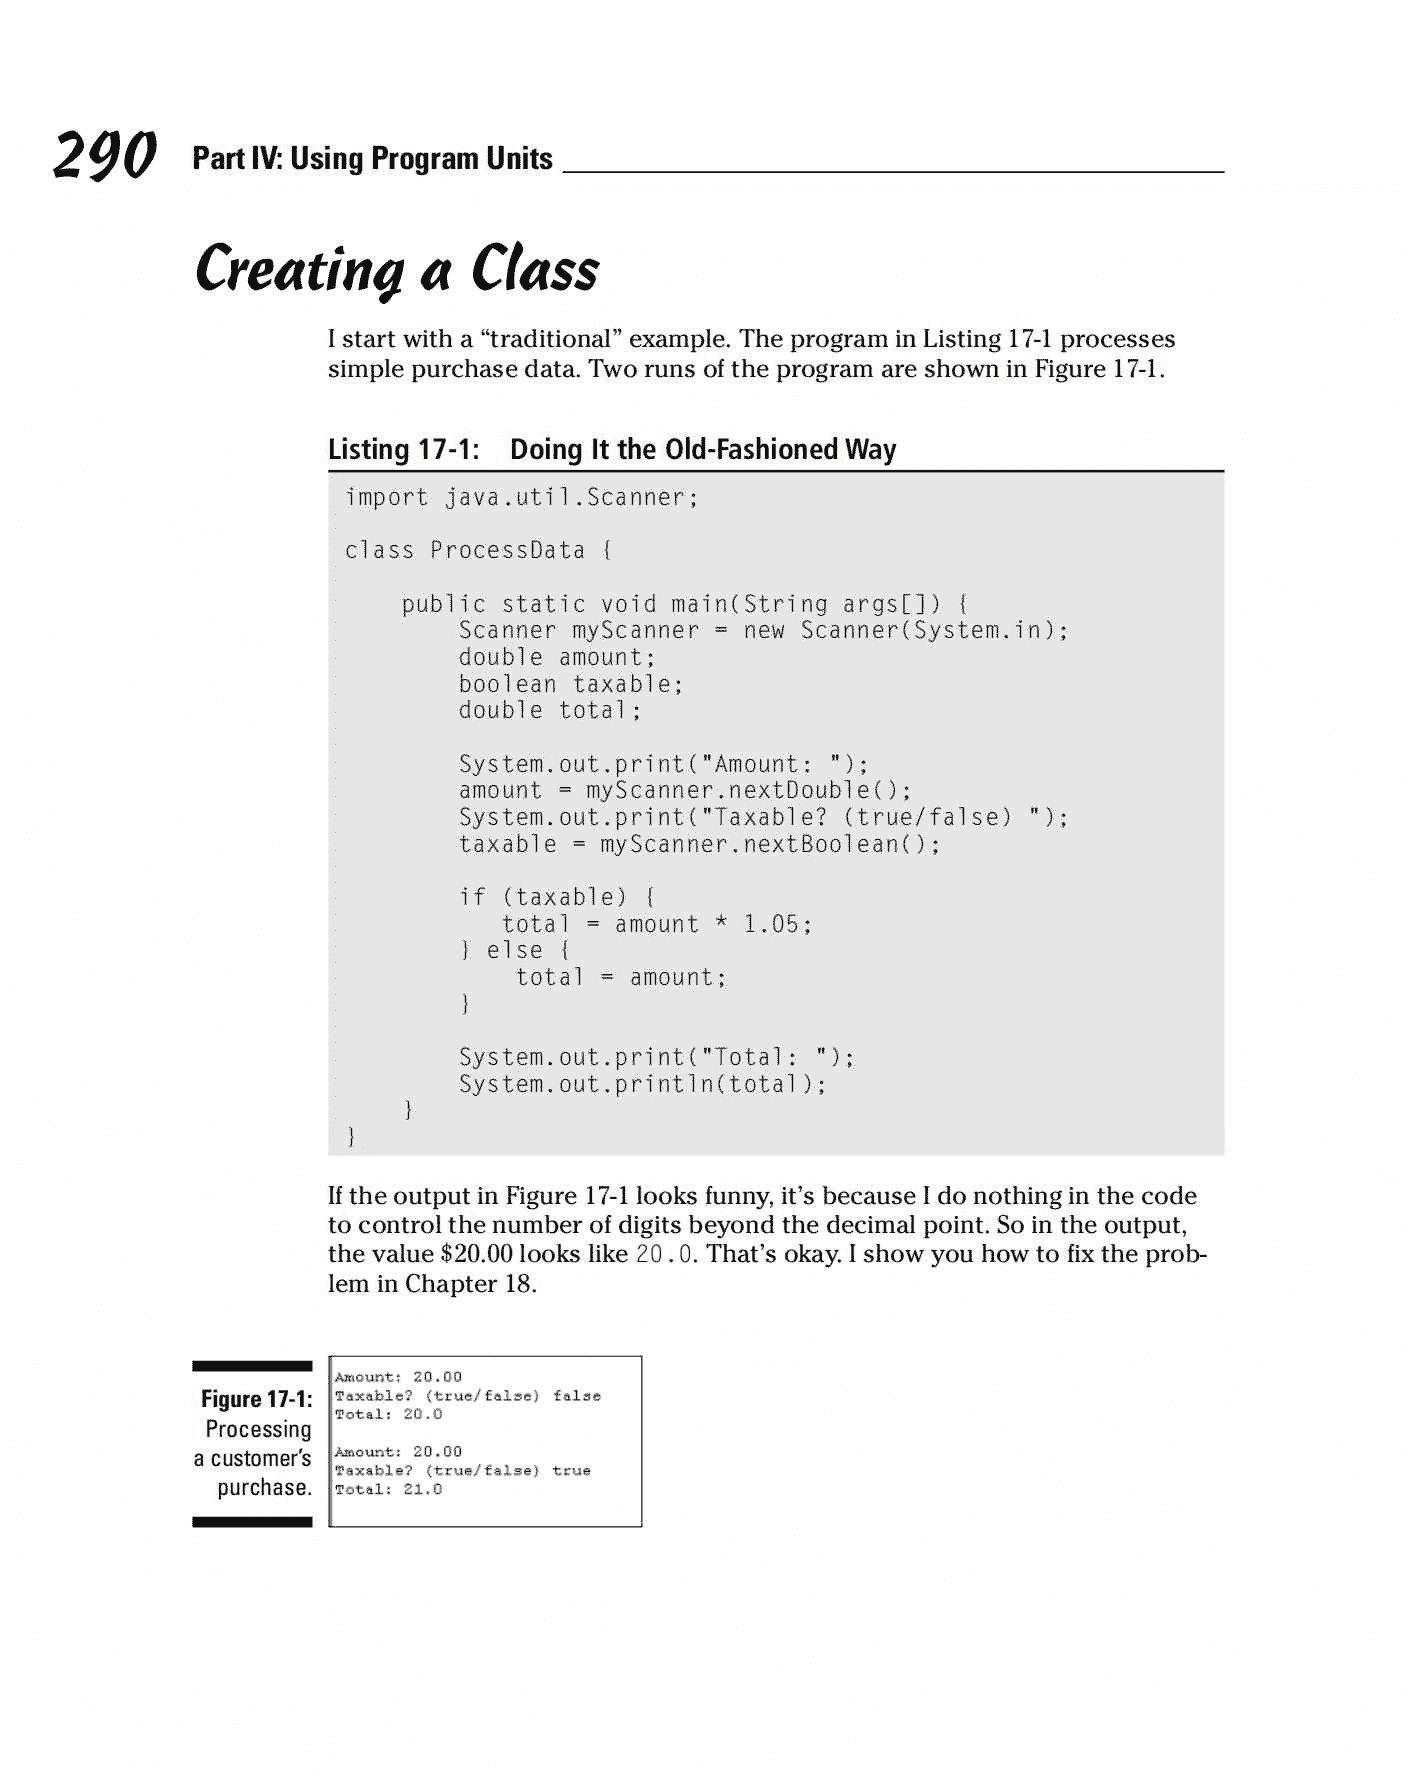 290 Part IV: Using Program Units
Creating a Class
I start with a “traditional” example. The program in Listing 17-1 processes
simple purchase data. Two runs of the program are shown in Figure 17-1.
Listing 17-1: Doing It the Old-Fashioned Way
import java.util.Scanner;
class ProcessData {
public static void main(String args[]) {
Scanner myScanner = new Scanner(System.in);
double amount;
boolean taxable;
double total;
System.out.print("Amount: ");
amount = myScanner.nextDouble();
System.out.print("Taxable? (true/false) ");
taxable = myScanner.nextBoolean();
if (taxable) {
total = amount * 1.05;
} else {
total = amount;
}
System.out.print("Total: ");
System.out.println(total);
}
}
If the output in Figure 17-1 looks funny, it’s because I do nothing in the code
to control the number of digits beyond the decimal point. So in the output,
the value $20.00 looks like 20.0. That’s okay. I show you how to fix the prob-
lem in Chapter 18.
Figure 17-1:
Processing
a customer’s
purchase.
Amount: 20.00
Taxable? (true/false) false
Total: 20.0
Amount: 20.00
Taxable? (true/false) true
Total: 21.0